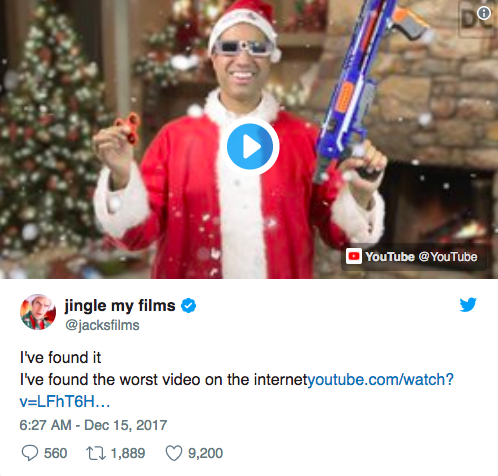 DC
YouTube @YouTube
jingle my films
@jacksfilms
I've found it
I've found the worst video on the internetyoutube.com/watch?
v=LFhT6H…
6:27 AM - Dec 15, 2017
560 1,889 9,200